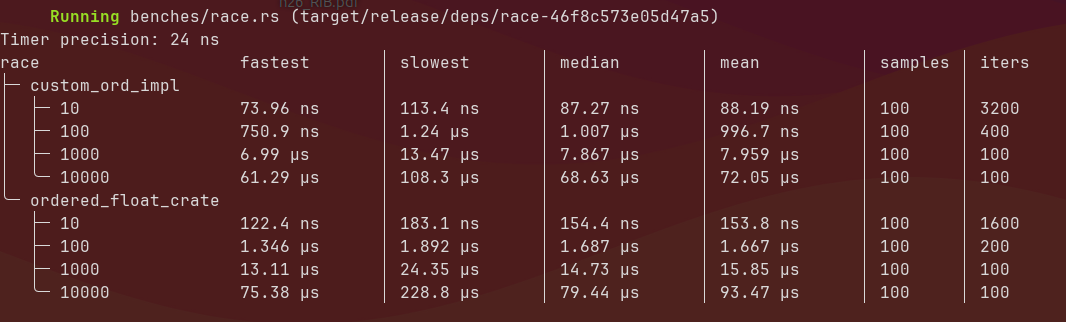 Running benches/race.rs (target/release/deps/race-46f8c573e05d47a5)
Timer precision: 24 ns
race fastest │ slowest │ median │ mean │ samples │ iters
├─ custom_ord_impl │ │ │ │ │
│ ├─ 10 73.96 ns │ 113.4 ns │ 87.27 ns │ 88.19 ns │ 100 │ 3200
│ ├─ 100 750.9 ns │ 1.24 µs │ 1.007 µs │ 996.7 ns │ 100 │ 400
│ ├─ 1000 6.99 µs │ 13.47 µs │ 7.867 µs │ 7.959 µs │ 100 │ 100
│ ╰─ 10000 61.29 µs │ 108.3 µs │ 68.63 µs │ 72.05 µs │ 100 │ 100
╰─ ordered_float_crate │ │ │ │ │
├─ 10 122.4 ns │ 183.1 ns │ 154.4 ns │ 153.8 ns │ 100 │ 1600
├─ 100 1.346 µs │ 1.892 µs │ 1.687 µs │ 1.667 µs │ 100 │ 200
├─ 1000 13.11 µs │ 24.35 µs │ 14.73 µs │ 15.85 µs │ 100 │ 100
╰─ 10000 75.38 µs │ 228.8 µs │ 79.44 µs │ 93.47 µs │ 100 │ 100